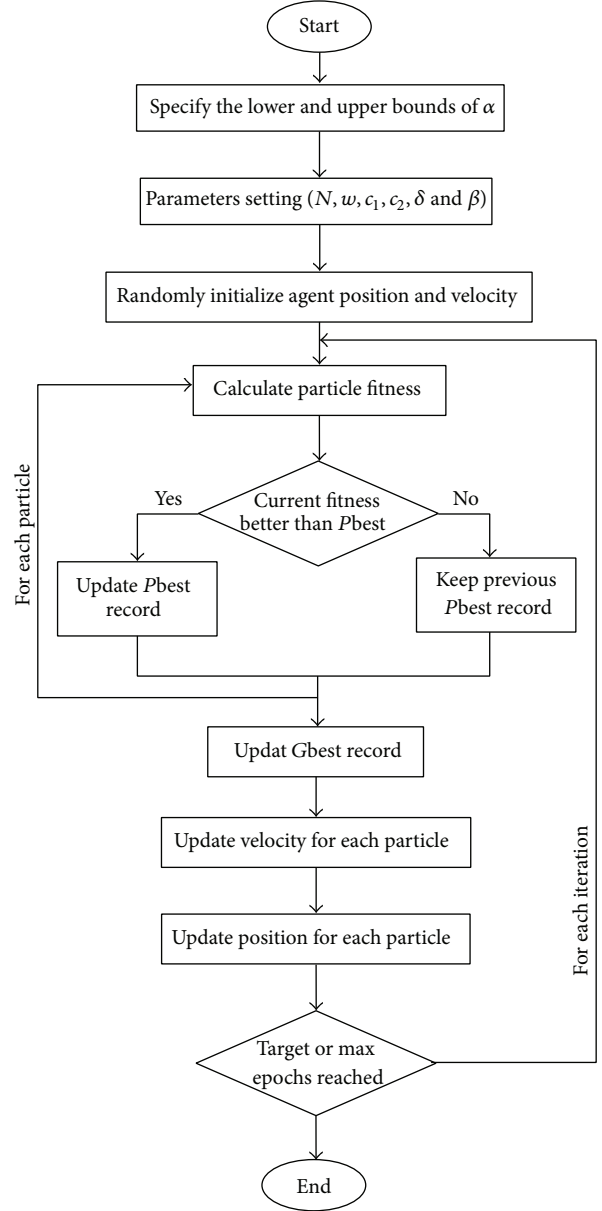 Start
Specify the lower and upper bounds of α
Parameters setting (N, w, c₁, c₂, δ and β)
Randomly initialize agent position and velocity
Calculate particle fitness
For each particle
Yes
Current fitness
better than Pbest
No
Update Pbest
record
Keep previous
Pbest record
Updat Gbest record
Update velocity for each particle
Update position for each particle
For each iteration
Target or max
epochs reached
End